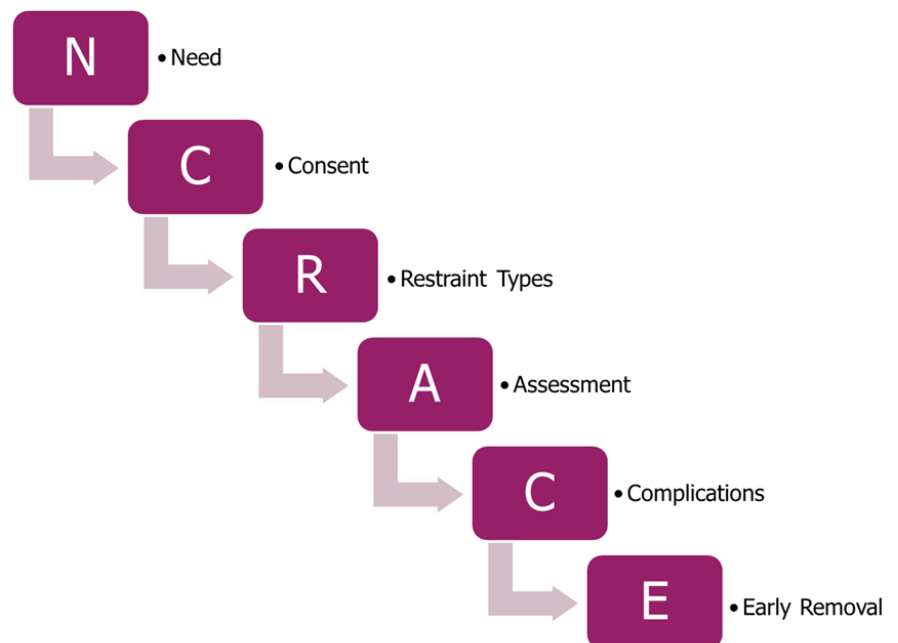 N
• Need
C
• Consent
R
• Restraint Types
A
• Assessment
C
• Complications
E
• Early Removal